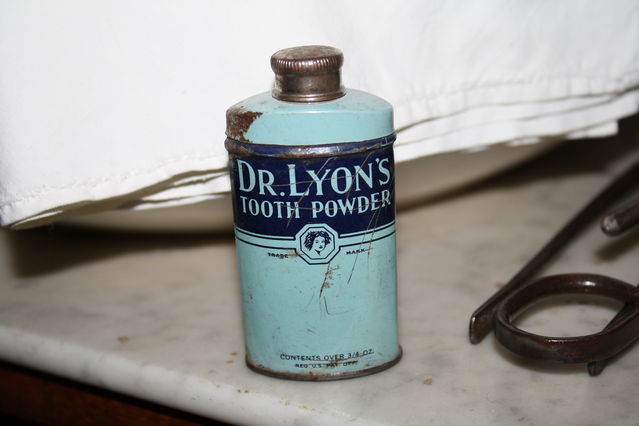 DR. LYON'S
TOOTH POWDER
TRADE MARK
CONTENTS OVER 3/4 OZ.
REG. U.S. PAT. OFF.